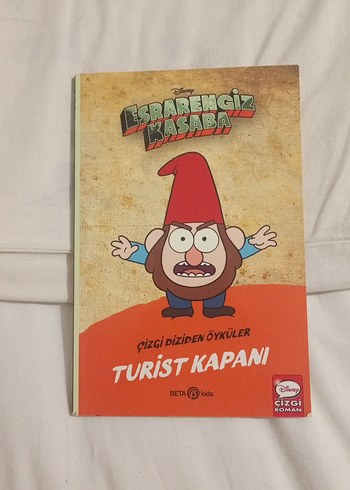 Disney
ESRARENGİZ
KASABA
ÇİZGİ DİZİDEN ÖYKÜLER
TURİST KAPANI
BETA kids
Disney
ÇİZGİ
ROMAN